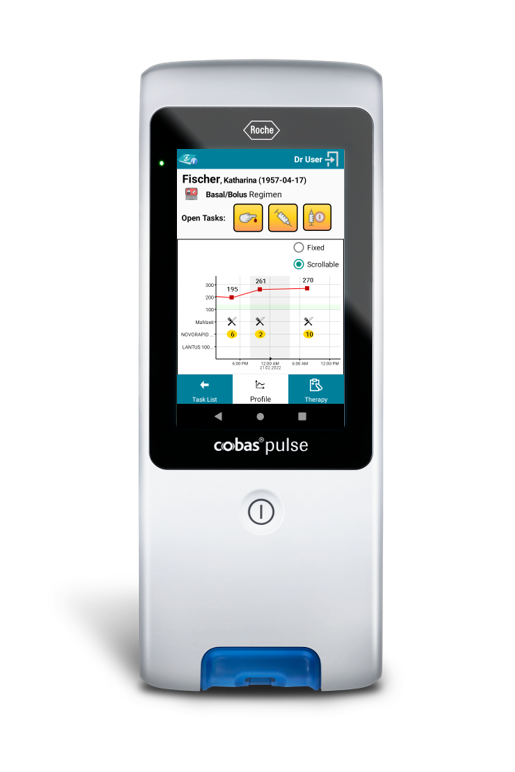 Roche
Dr User
Fischer, Katharina (1957-04-17)
Basal/Bolus Regimen
Open Tasks:
Fixed
Scrollable
300
200
100
195
261
270
Mahlzeit
NOVORAPID ...
6
2
10
LANTUS 100...
6:00 PM
12:00 AM
6:00 AM
12:00 PM
21.02.2022
Task List
Profile
Therapy
cobas® pulse